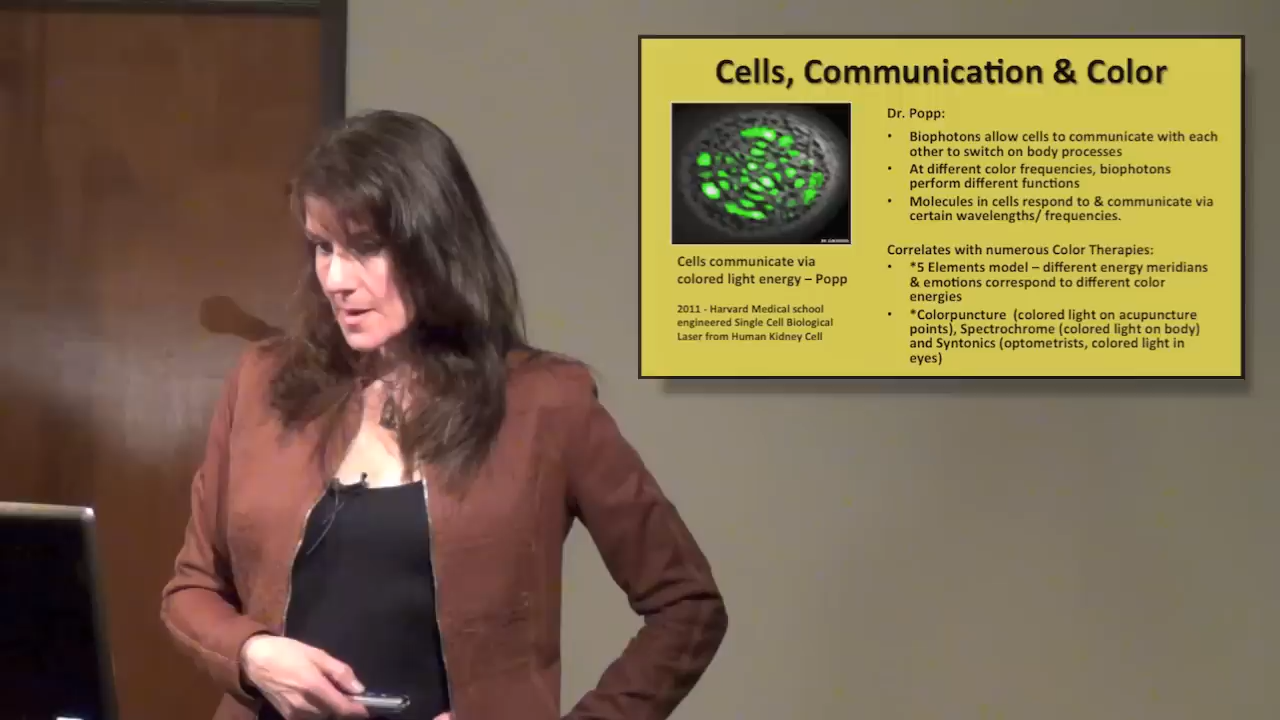 Cells, Communication & Color
Cells communicate via
colored light energy – Popp
2011 - Harvard Medical school
engineered Single Cell Biological
Laser from Human Kidney Cell
Dr. Popp:
• Biophotons allow cells to communicate with each
other to switch on body processes
• At different color frequencies, biophotons
perform different functions
• Molecules in cells respond to & communicate via
certain wavelengths/ frequencies.
Correlates with numerous Color Therapies:
• *5 Elements model – different energy meridians
& emotions correspond to different color
energies
• *Colorpuncture (colored light on acupuncture
points), Spectrochrome (colored light on body)
and Syntonics (optometrists, colored light in
eyes)